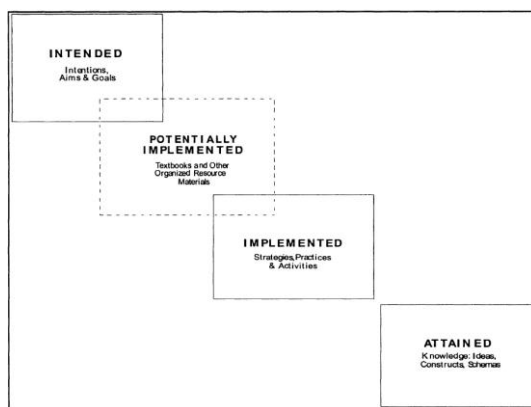 INTENDED
Intentions,
Aims & Goals
POTENTIALLY
IMPLEMENTED
Textbooks and Other
Organized Resource
Materials
IMPLEMENTED
Strategies, Practices
& Activities
ATTAINED
Knowledge: Ideas,
Constructs, Schemas